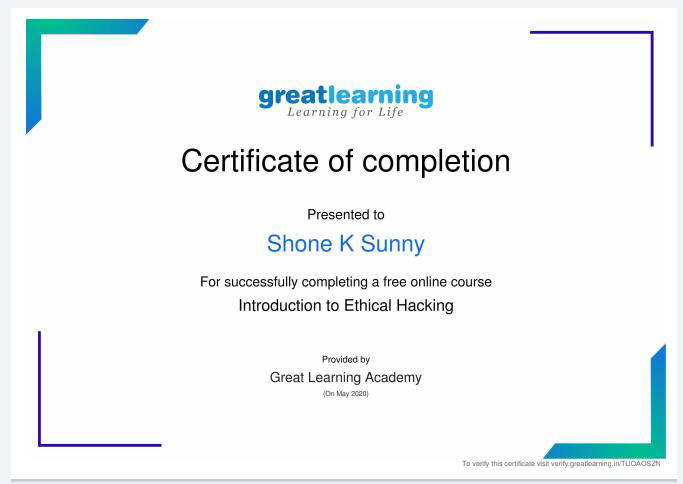 greatlearning
Learning for Life
Certificate of completion
Presented to
Shone K Sunny
For successfully completing a free online course
Introduction to Ethical Hacking
Provided by
Great Learning Academy
(On May 2020)
To verify this certificate visit verify.greatlearning.in/TUOAOSZN